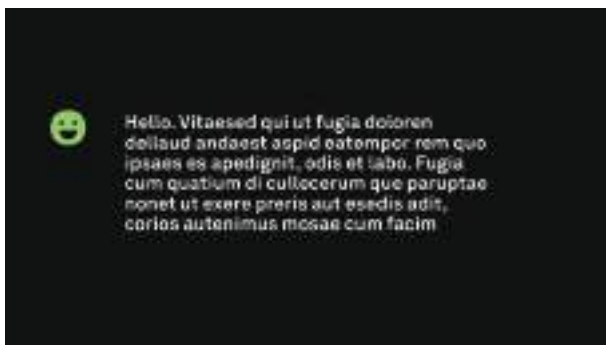 Hello. Vitaesed qui ut fugia doloren
dellaud andaest aspid eatempor rem quo
ipsaes es apedignit, odis et labo. Fugia
cum quatium di cullecerum que paruptae
nonet ut exere preris aut esedis adit,
corios autenimus mosae cum facim